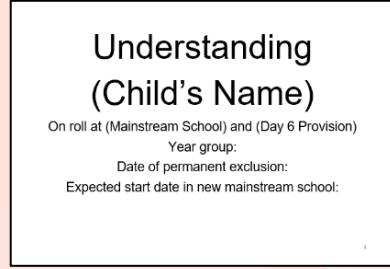 Understanding
(Child's Name)
On roll at (Mainstream School) and (Day 6 Provision)
Year group:
Date of permanent exclusion:
Expected start date in new mainstream school:
1